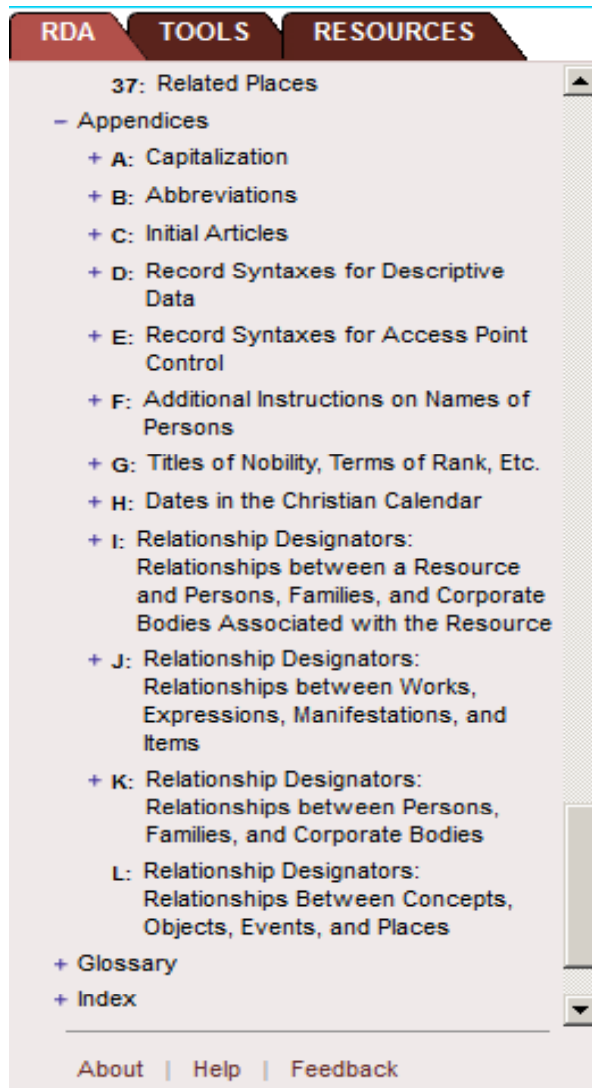 RDA TOOLS RESOURCES
37: Related Places
– Appendices
+ A: Capitalization
+ B: Abbreviations
+ C: Initial Articles
+ D: Record Syntaxes for Descriptive
Data
+ E: Record Syntaxes for Access Point
Control
+ F: Additional Instructions on Names of
Persons
+ G: Titles of Nobility, Terms of Rank, Etc.
+ H: Dates in the Christian Calendar
+ I: Relationship Designators:
Relationships between a Resource
and Persons, Families, and Corporate
Bodies Associated with the Resource
+ J: Relationship Designators:
Relationships between Works,
Expressions, Manifestations, and
Items
+ K: Relationship Designators:
Relationships between Persons,
Families, and Corporate Bodies
L: Relationship Designators:
Relationships Between Concepts,
Objects, Events, and Places
+ Glossary
+ Index
About | Help | Feedback